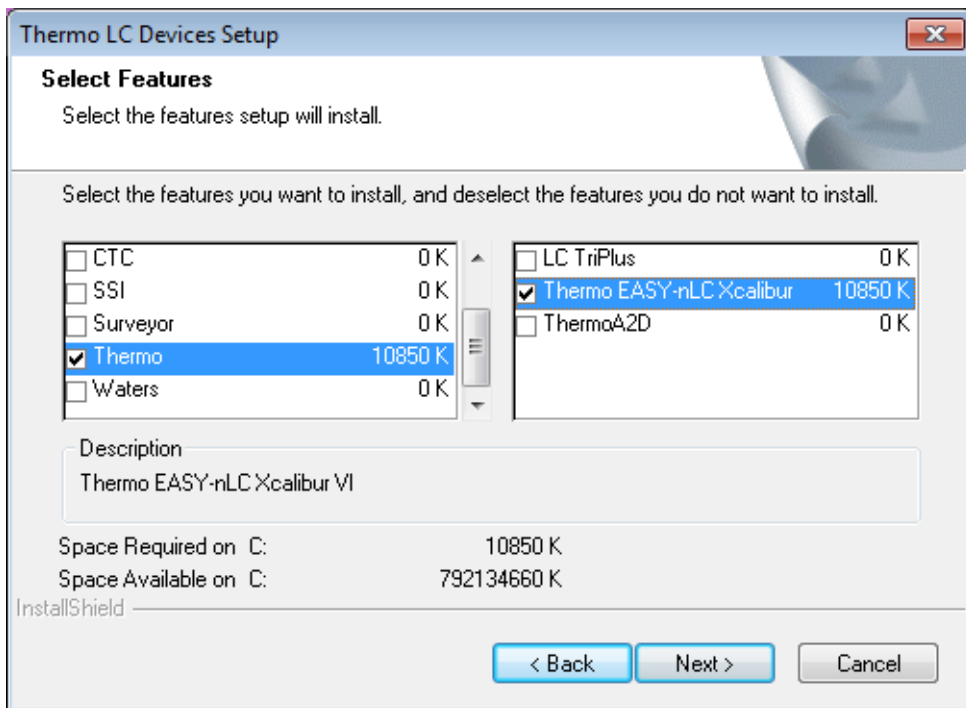 Thermo LC Devices Setup
Select Features
Select the features setup will install.
Select the features you want to install, and deselect the features you do not want to install.
CTC 0 K
SSI 0 K
Surveyor 0 K
Thermo 10850 K
Waters 0 K
LC TriPlus 0 K
Thermo EASY-nLC Xcalibur 10850 K
ThermoA2D 0 K
Description
Thermo EASY-nLC Xcalibur VI
Space Required on C: 10850 K
Space Available on C: 792134660 K
InstallShield
< Back Next > Cancel